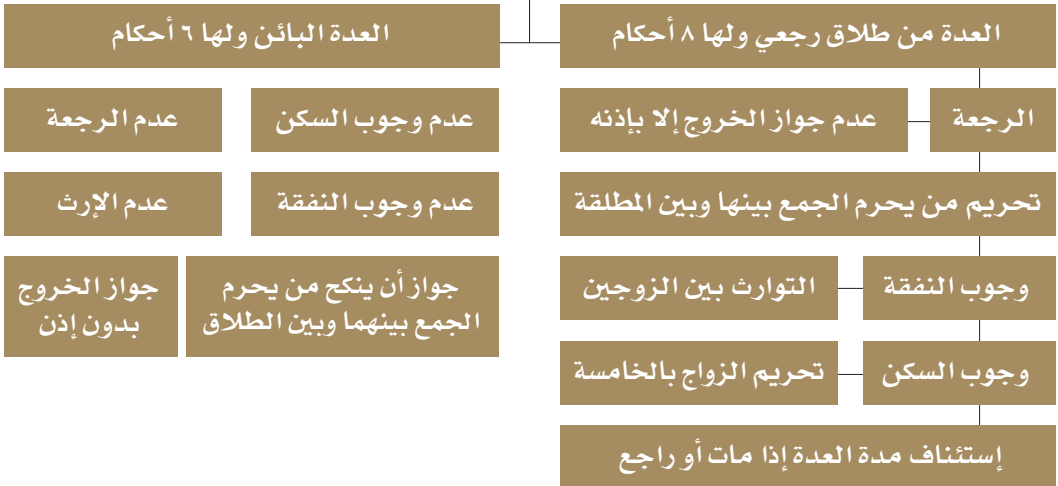 العدة من طلاق رجعي ولها ٨ أحكام
الرجعة
عدم جواز الخروج إلا بإذنه
تحريم من يحرم الجمع بينها وبين المطلقة
وجوب النفقة
التوارث بين الزوجين
وجوب السكن
تحريم الزواج بالخامسة
إستئناف مدة العدة إذا مات أو راجع
العدة البائن ولها ٦ أحكام
عدم وجوب السكن
عدم الرجعة
عدم وجوب النفقة
عدم الإرث
جواز أن ينكح من يحرم
الجمع بينهما وبين الطلاق
جواز الخروج
بدون إذن